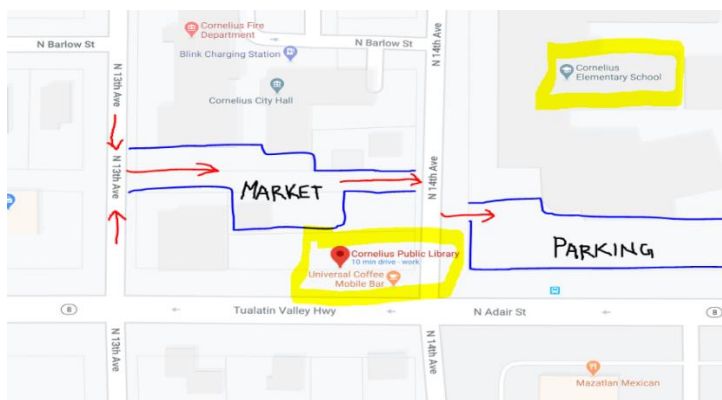 Cornelius Fire
Department
N Barlow St
N Barlow St
Blink Charging Station
N 13th Ave
N 14th Ave
Cornelius
Elementary School
Cornelius City Hall
N 13th Ave
N 14th Ave
MARKET
PARKING
Cornelius Public Library
10 min drive - work
Universal Coffee
Mobile Bar
8
Tualatin Valley Hwy
N Adair St
8
N 13th Ave
N 14th Ave
Mazatlan Mexican